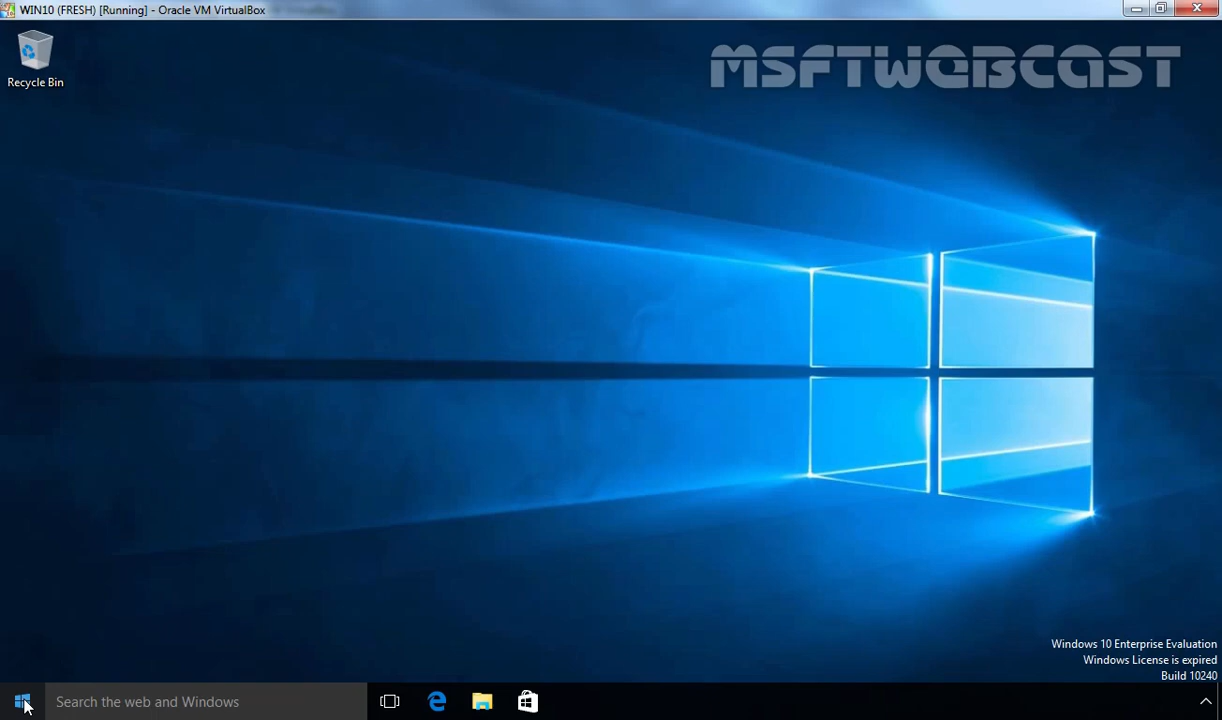 WIN10 (FRESH) [Running] - Oracle VM VirtualBox
MSFTWEBCAST
Recycle Bin
Windows 10 Enterprise Evaluation
Windows License is expired
Build 10240
Search the web and Windows